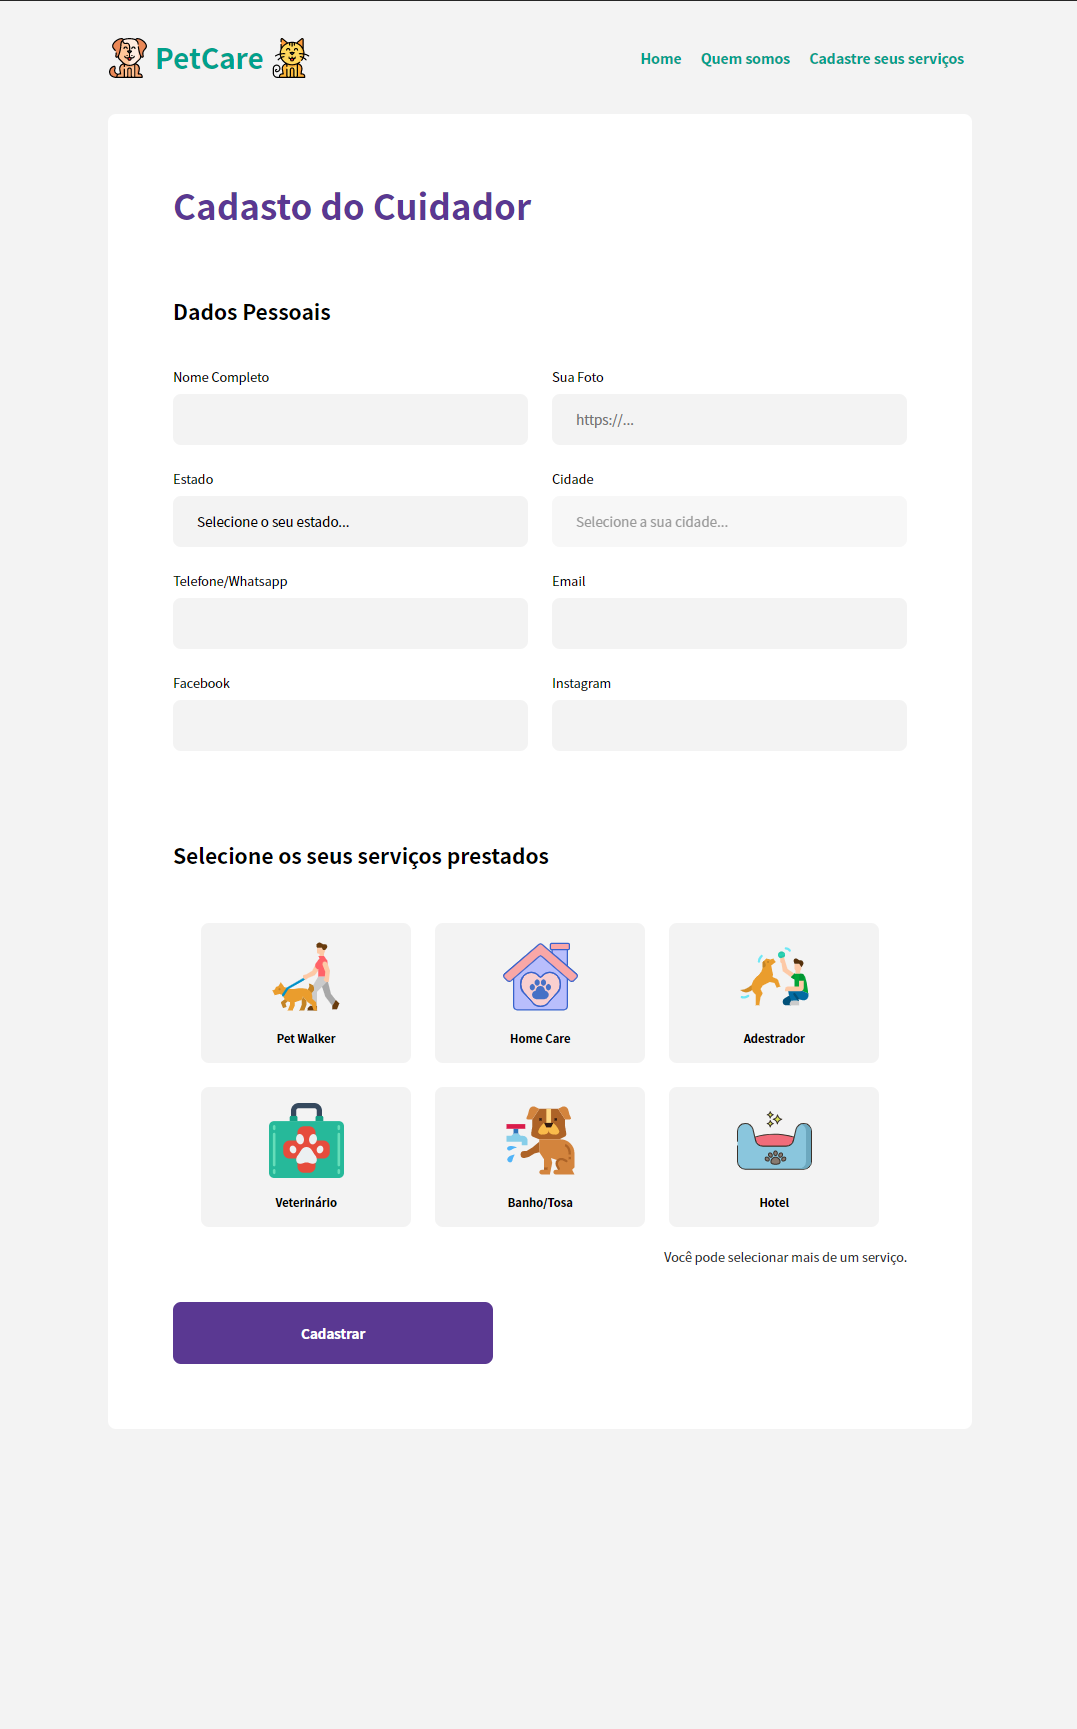 PetCare
Home Quem somos Cadastre seus serviços
Cadasto do Cuidador
Dados Pessoais
Nome Completo Sua Foto
https://...
Estado Cidade
Selecione o seu estado... Selecione a sua cidade...
Telefone/Whatsapp Email
Facebook Instagram
Selecione os seus serviços prestados
Pet Walker Home Care Adestrador
Veterinário Banho/Tosa Hotel
Você pode selecionar mais de um serviço.
Cadastrar